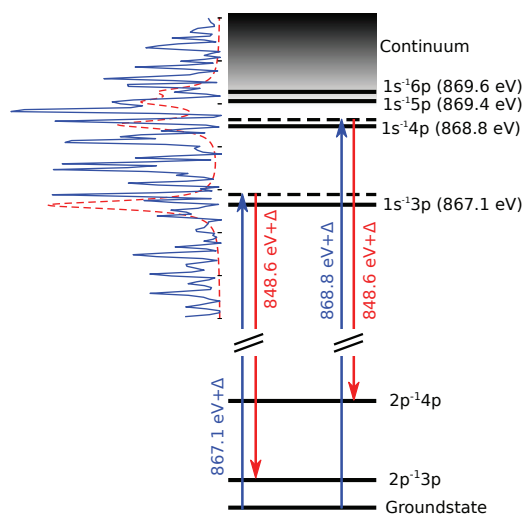 Continuum
1s⁻¹6p (869.6 eV)
1s⁻¹5p (869.4 eV)
1s⁻¹4p (868.8 eV)
1s⁻¹3p (867.1 eV)
848.6 eV+Δ
868.8 eV+Δ
848.6 eV+Δ
867.1 eV+Δ
2p⁻¹4p
2p⁻¹3p
Groundstate